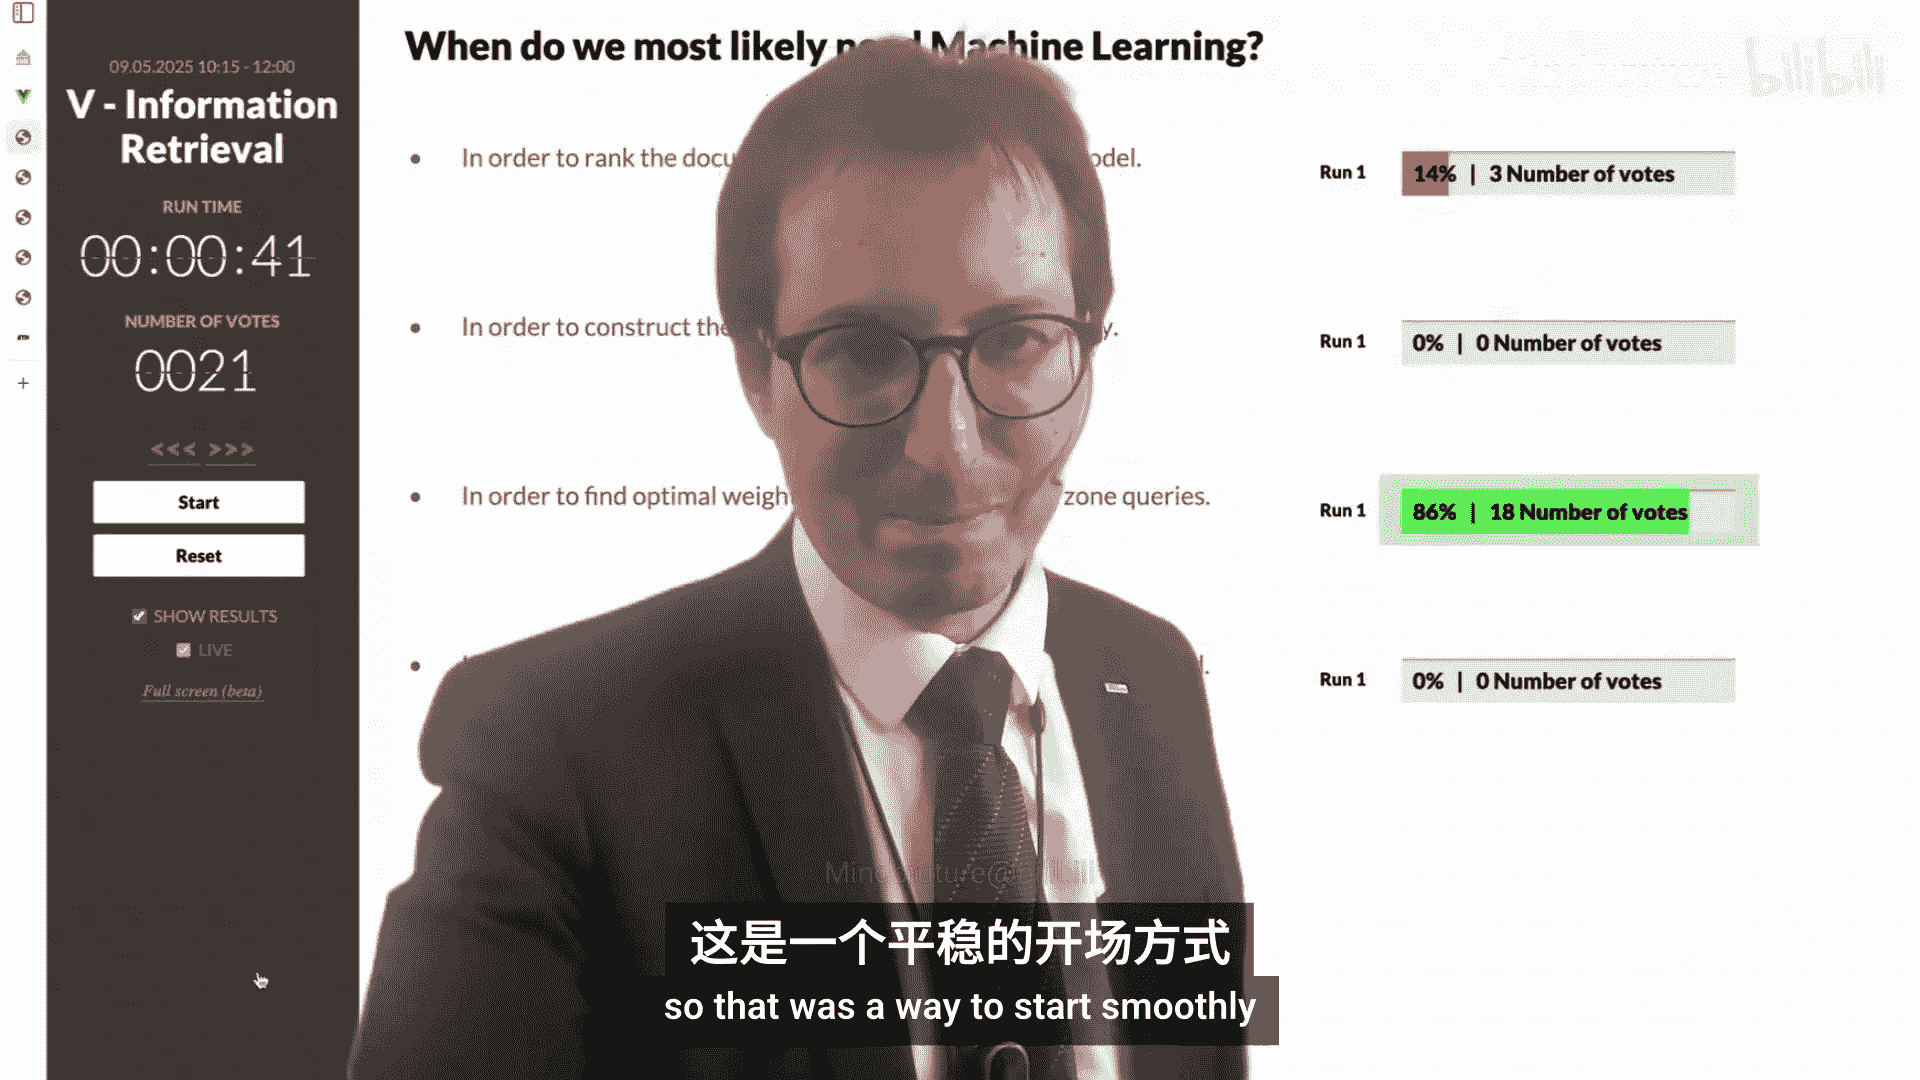 09.05.2025 10:15 - 12:00
V - Information
Retrieval
RUN TIME
00:00:41
NUMBER OF VOTES
0021
<<< >>>
Start
Reset
SHOW RESULTS
LIVE
Full screen (beta)
When do we most likely Machine Learning?
In order to rank the
Run 1
14% | 3 Number of votes
In order to construct the
Run 1
0% | 0 Number of votes
In order to find optimal zone queries.
Run 1
86% | 18 Number of votes
Run 1
0% | 0 Number of votes
bilibili
这是一个平稳的开场方式
so that was a way to start smoothly